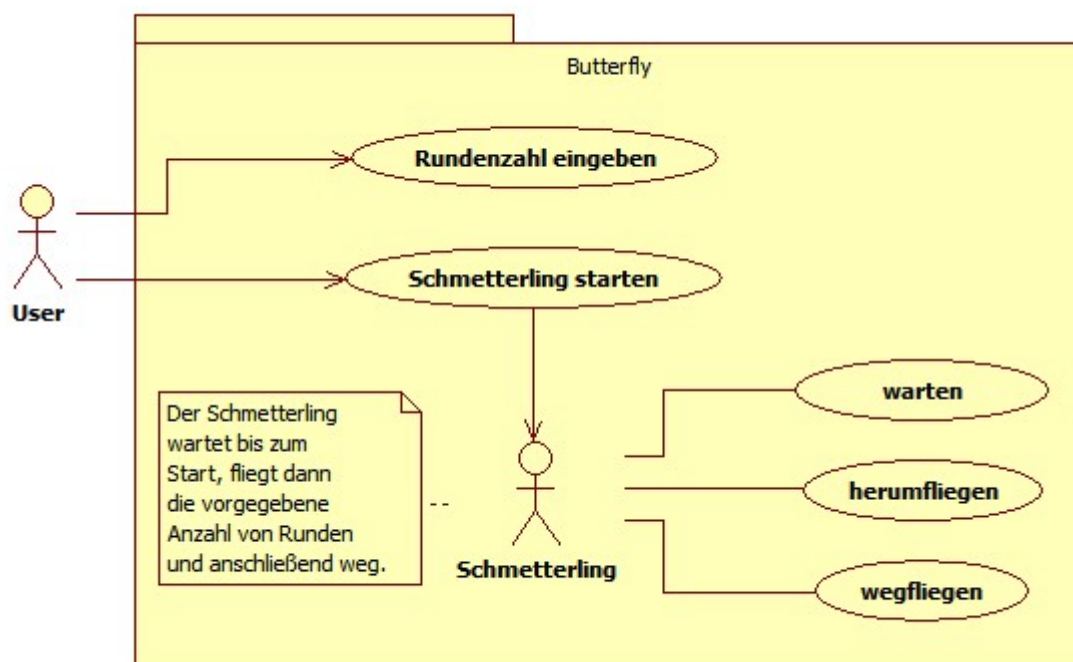 Butterfly
Rundenzahl eingeben
Schmetterling starten
User
warten
Der Schmetterling
wartet bis zum
Start, fliegt dann
die vorgegebene
Anzahl von Runden
und anschließend weg.
herumfliegen
Schmetterling
wegfliegen